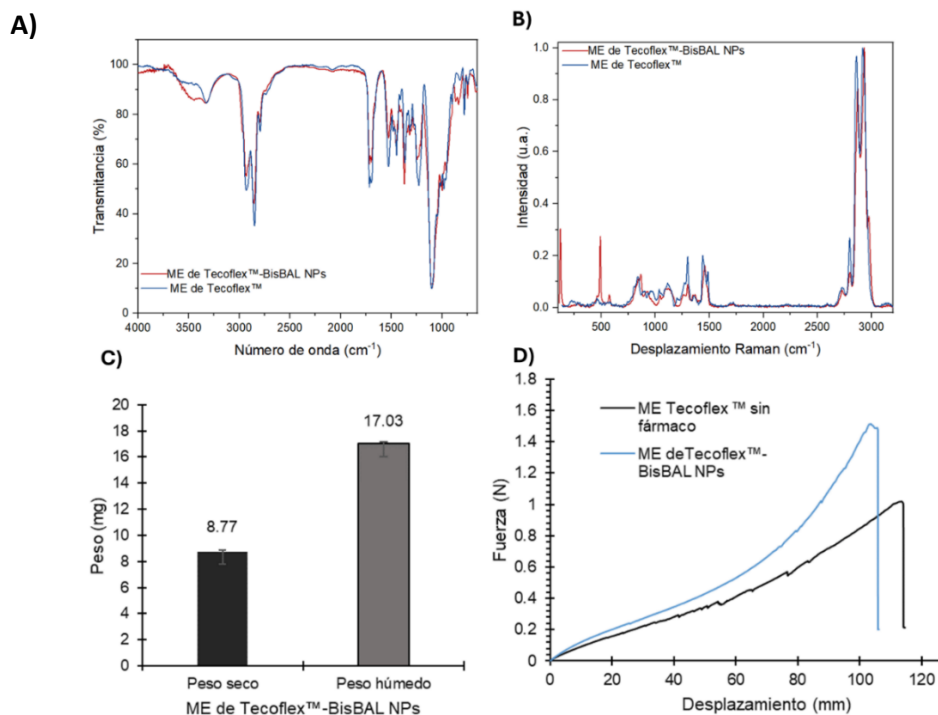 A)
Transmitancia (%)
100
80
60
40
20
0
ME de Tecoflex™-BisBAL NPs
ME de Tecoflex™
4000 3500 3000 2500 2000 1500 1000
Número de onda (cm⁻¹)
B)
Intensidad (u.a.)
1.0
0.8
0.6
0.4
0.2
0.0
ME de Tecoflex™-BisBAL NPs
ME de Tecoflex™
500 1000 1500 2000 2500 3000
Desplazamiento Raman (cm⁻¹)
C)
Peso (mg)
20
18
16
14
12
10
8
6
4
2
0
8.77
17.03
Peso seco Peso húmedo
ME de Tecoflex™-BisBAL NPs
D)
Fuerza (N)
1.8
1.6
1.4
1.2
1
0.8
0.6
0.4
0.2
0
ME Tecoflex ™ sin
fármaco
ME deTecoflex™-
BisBAL NPs
0 20 40 60 80 100 120
Desplazamiento (mm)